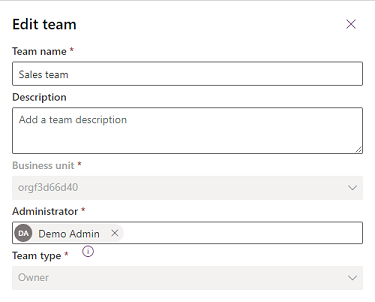 Edit team
Team name *
Sales team
Description
Add a team description
Business unit *
orgf3d66d40
Administrator *
DA Demo Admin
Team type *
Owner